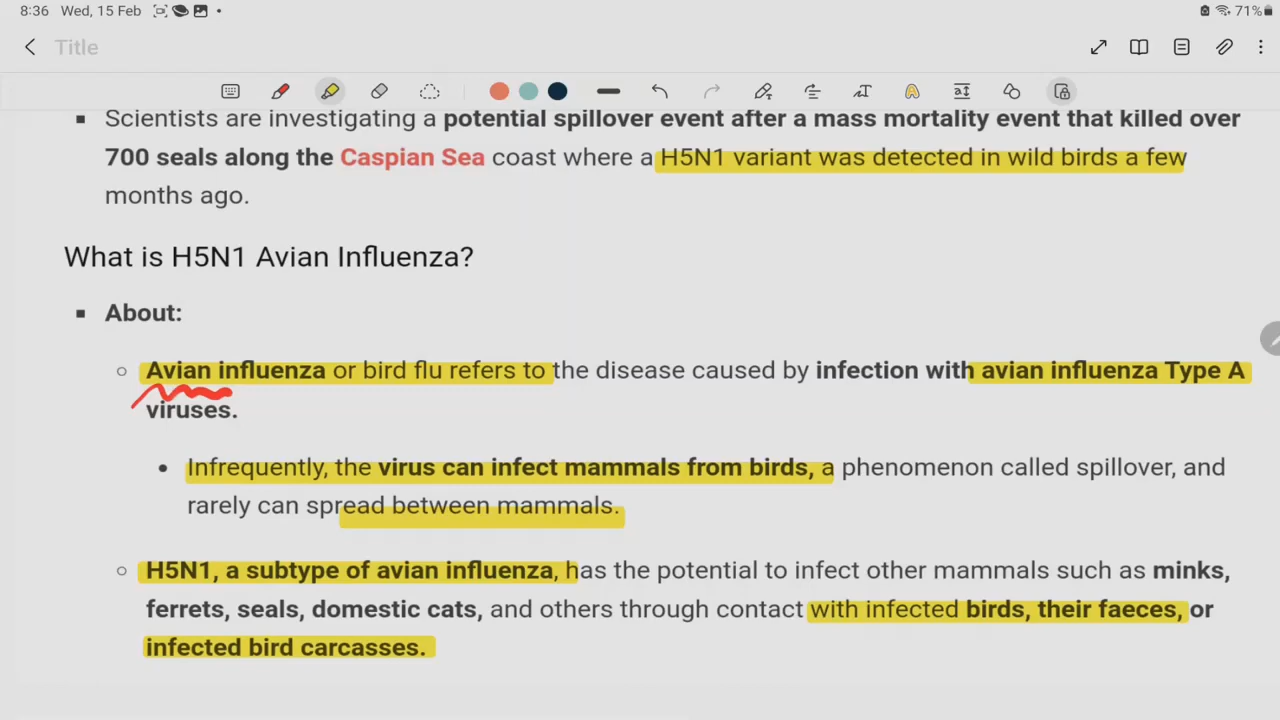 8:36 Wed, 15 Feb
71%
Title
Scientists are investigating a potential spillover event after a mass mortality event that killed over
700 seals along the Caspian Sea coast where a H5N1 variant was detected in wild birds a few
months ago.
What is H5N1 Avian Influenza?
About:
Avian influenza or bird flu refers to the disease caused by infection with avian influenza Type A
viruses.
Infrequently, the virus can infect mammals from birds, a phenomenon called spillover, and
rarely can spread between mammals.
H5N1, a subtype of avian influenza, has the potential to infect other mammals such as minks,
ferrets, seals, domestic cats, and others through contact with infected birds, their faeces, or
infected bird carcasses.